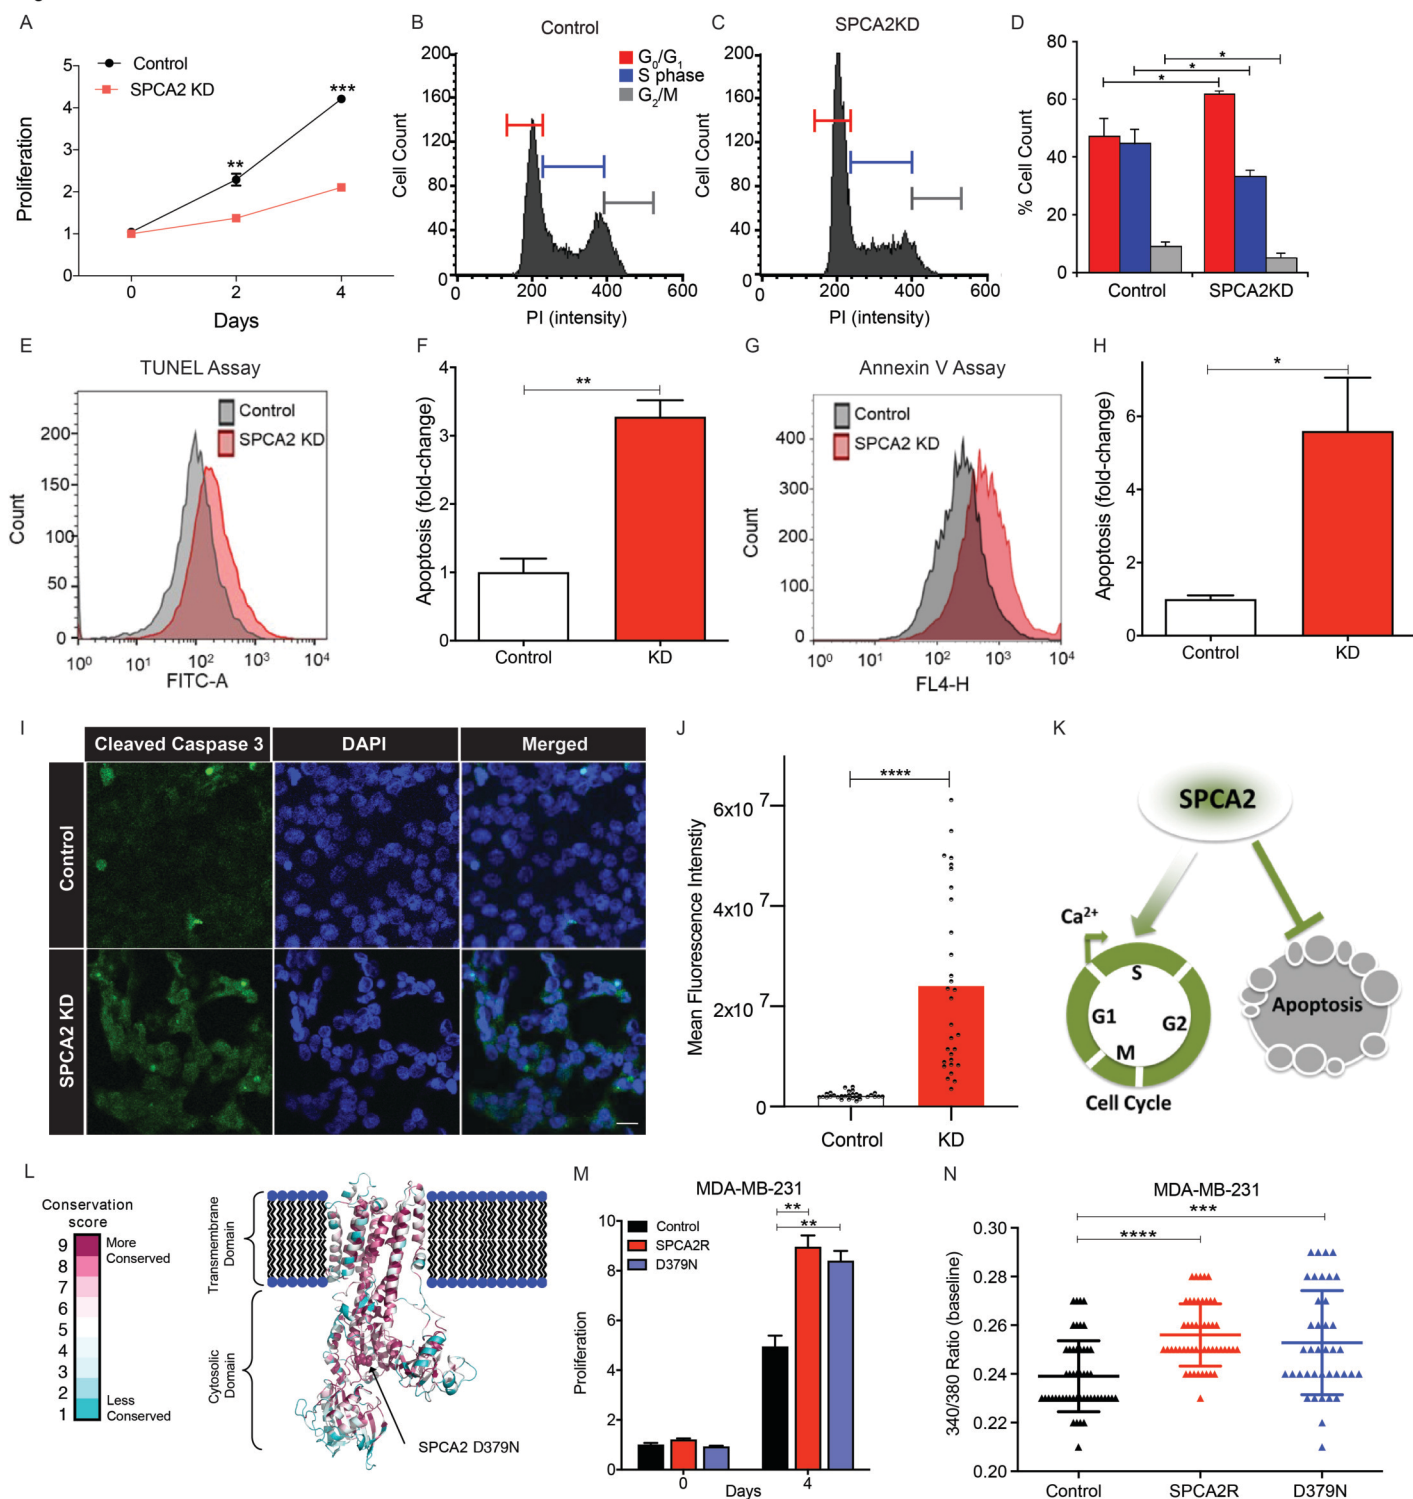 A
Control
SPCA2 KD
Proliferation
5
4
3
2
1
0
**
***
0 2 4
Days
B
Control
G₀/G₁
S phase
G₂/M
Cell Count
200
160
120
80
40
0
0 200 400 600
PI (intensity)
C
SPCA2KD
Cell Count
200
160
120
80
40
0
0 200 400 600
PI (intensity)
D
% Cell Count
80
60
40
20
0
*
*
*
Control SPCA2KD
E
TUNEL Assay
Control
SPCA2 KD
Count
200
150
100
50
0
10⁰ 10¹ 10² 10³ 10⁴
FITC-A
F
Apoptosis (fold-change)
4
3
2
1
0
**
Control KD
G
Annexin V Assay
Control
SPCA2 KD
Count
400
300
200
100
0
10⁰ 10¹ 10² 10³ 10⁴
FL4-H
H
Apoptosis (fold-change)
6
4
2
0
*
Control KD
I
Cleaved Caspase 3 DAPI Merged
Control
SPCA2 KD
J
Mean Fluorescence Intenstiy
6x10⁷
4x10⁷
2x10⁷
0
****
Control KD
K
SPCA2
Ca²⁺
S
G1 G2
M
Cell Cycle
Apoptosis
L
Conservation
score
9
8
7
6
5
4
3
2
1
More
Conserved
Less
Conserved
Transmembrane
Domain
Cytosolic
Domain
SPCA2 D379N
M
MDA-MB-231
Control
SPCA2R
D379N
**
**
Proliferation
10
8
6
4
2
0
0 4
Days
N
MDA-MB-231
***
****
340/380 Ratio (baseline)
0.30
0.28
0.26
0.24
0.22
0.20
Control SPCA2R D379N